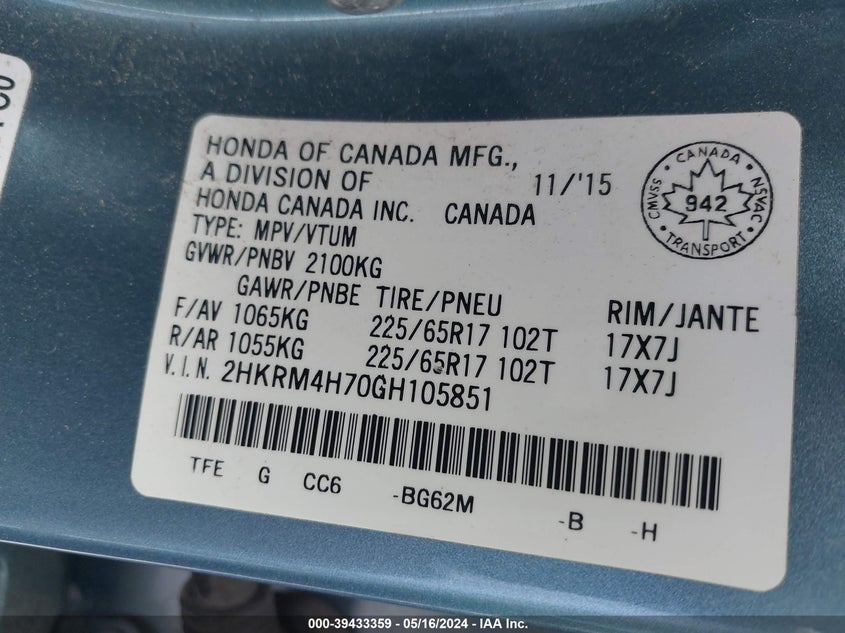 HONDA OF CANADA MFG.,
A DIVISION OF 11/'15
HONDA CANADA INC. CANADA
TYPE: MPV/VTUM
GVWR/PNBV 2100KG
GAWR/PNBE TIRE/PNEU RIM/JANTE
F/AV 1065KG 225/65R17 102T 17X7J
R/AR 1055KG 225/65R17 102T 17X7J
V.I.N. 2HKRM4H70GH105851
TFE G CC6 -BG62M -B -H
CANADA
CMVSS 942 NSVAC
TRANSPORT
000-39433359 - 05/16/2024 - IAA Inc.